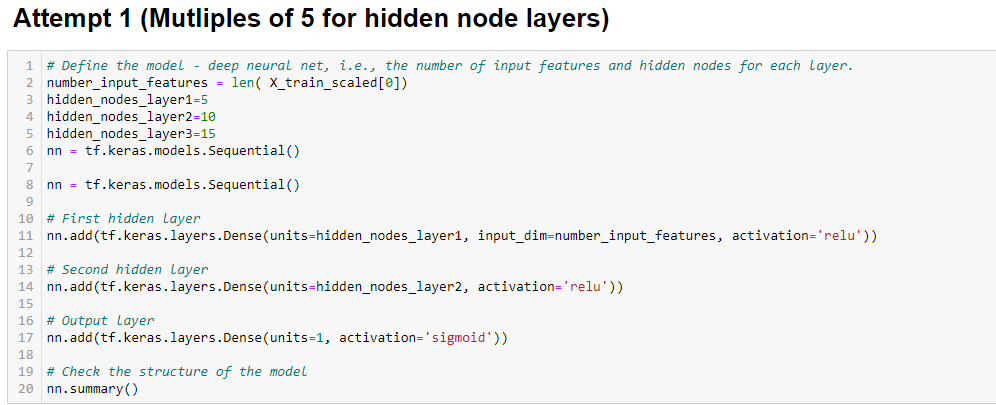 Attempt 1 (Mutliples of 5 for hidden node layers)
1 # Define the model - deep neural net, i.e., the number of input features and hidden nodes for each layer.
2 number_input_features = len( X_train_scaled[0])
3 hidden_nodes_layer1=5
4 hidden_nodes_layer2=10
5 hidden_nodes_layer3=15
6 nn = tf.keras.models.Sequential()
7
8 nn = tf.keras.models.Sequential()
9
10 # First hidden layer
11 nn.add(tf.keras.layers.Dense(units=hidden_nodes_layer1, input_dim=number_input_features, activation='relu'))
12
13 # Second hidden layer
14 nn.add(tf.keras.layers.Dense(units=hidden_nodes_layer2, activation='relu'))
15
16 # Output layer
17 nn.add(tf.keras.layers.Dense(units=1, activation='sigmoid'))
18
19 # Check the structure of the model
20 nn.summary()